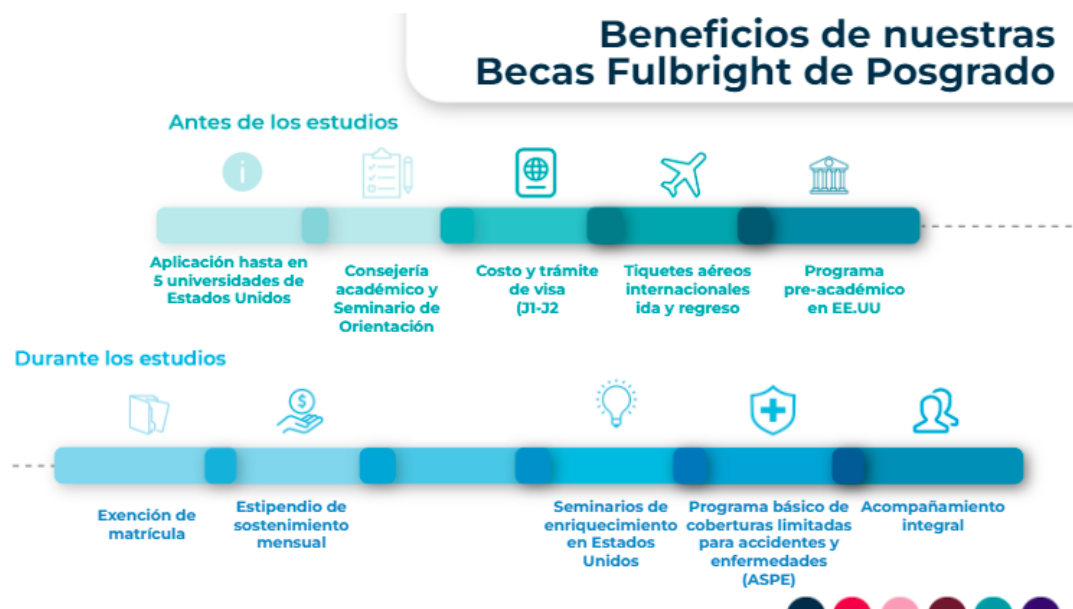 Beneficios de nuestras
Becas Fulbright de Posgrado
Antes de los estudios
i
Aplicación hasta en
5 universidades de
Estados Unidos
Consejería
académico y
Seminario de
Orientación
Costo y trámite
de visa
(J1-J2
Tiquetes aéreos
internacionales
ida y regreso
Programa
pre-académico
en EE.UU
Durante los estudios
$
Exención de
matrícula
Estipendio de
sostenimiento
mensual
Seminarios de
enriquecimiento
en Estados
Unidos
Programa básico de
coberturas limitadas
para accidentes y
enfermedades
(ASPE)
Acompañamiento
integral